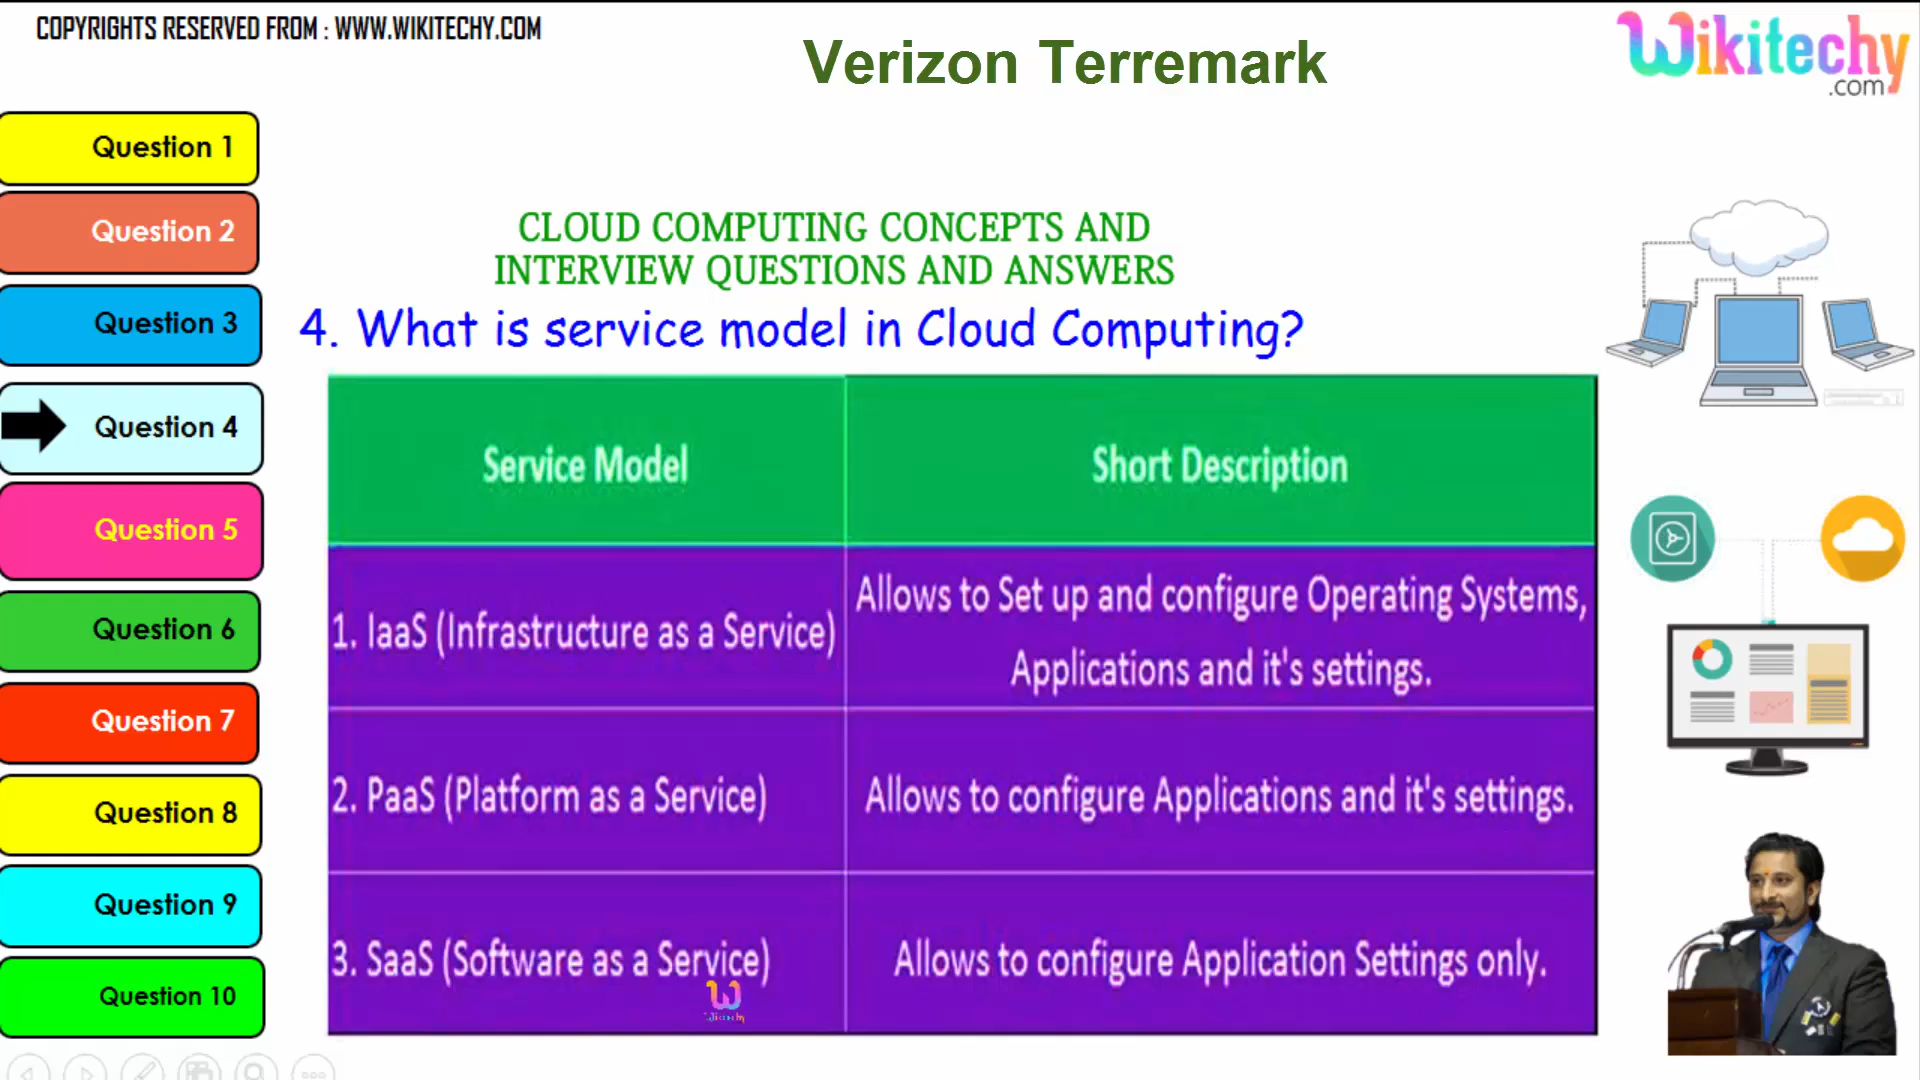 COPYRIGHTS RESERVED FROM : WWW.WIKITECHY.COM
Verizon Terremark
Wikitechy
.com
Question 1
Question 2
Question 3
Question 4
Question 5
Question 6
Question 7
Question 8
Question 9
Question 10
CLOUD COMPUTING CONCEPTS AND
INTERVIEW QUESTIONS AND ANSWERS
4. What is service model in Cloud Computing?
Service Model
Short Description
1. IaaS (Infrastructure as a Service)
Allows to Set up and configure Operating Systems,
Applications and it's settings.
2. PaaS (Platform as a Service)
Allows to configure Applications and it's settings.
3. SaaS (Software as a Service)
Allows to configure Application Settings only.
Wikitechy